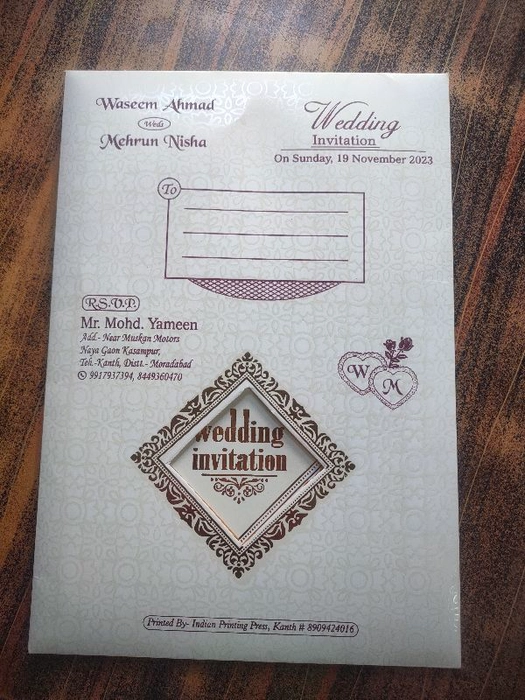 Waseem Ahmad
Weds
Mehrun Nisha
Wedding
Invitation
On Sunday, 19 November 2023
To
R.S.V.P.
Mr. Mohd. Yameen
Add.- Near Muskan Motors
Naya Gaon Kasampur,
Teh.-Kanth, Distt.- Moradabad
9917937394, 8449360470
W
M
wedding
invitation
Printed By- Indian Printing Press, Kanth # 8909424016